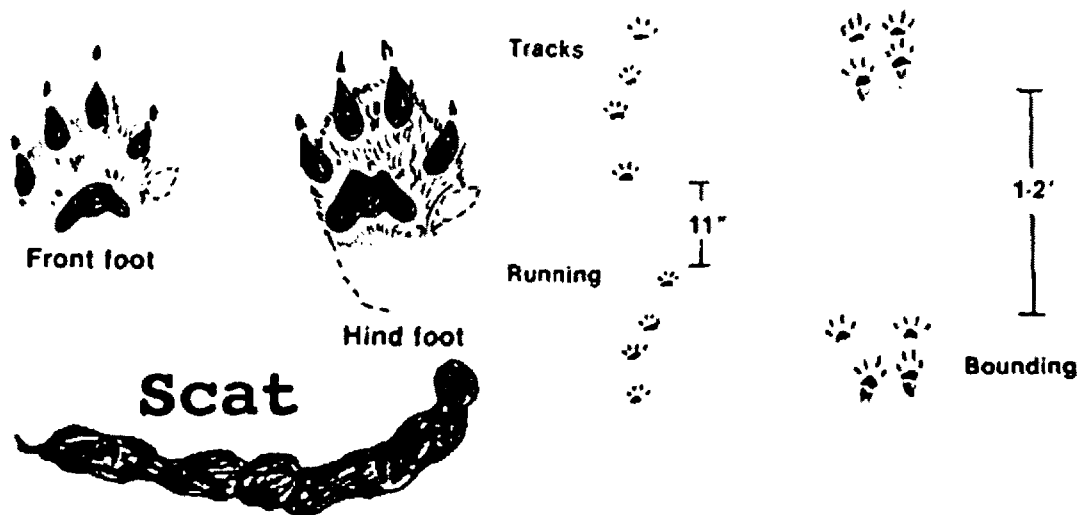 Tracks
11"
1-2'
Front foot
Running
Hind foot
Bounding
Scat